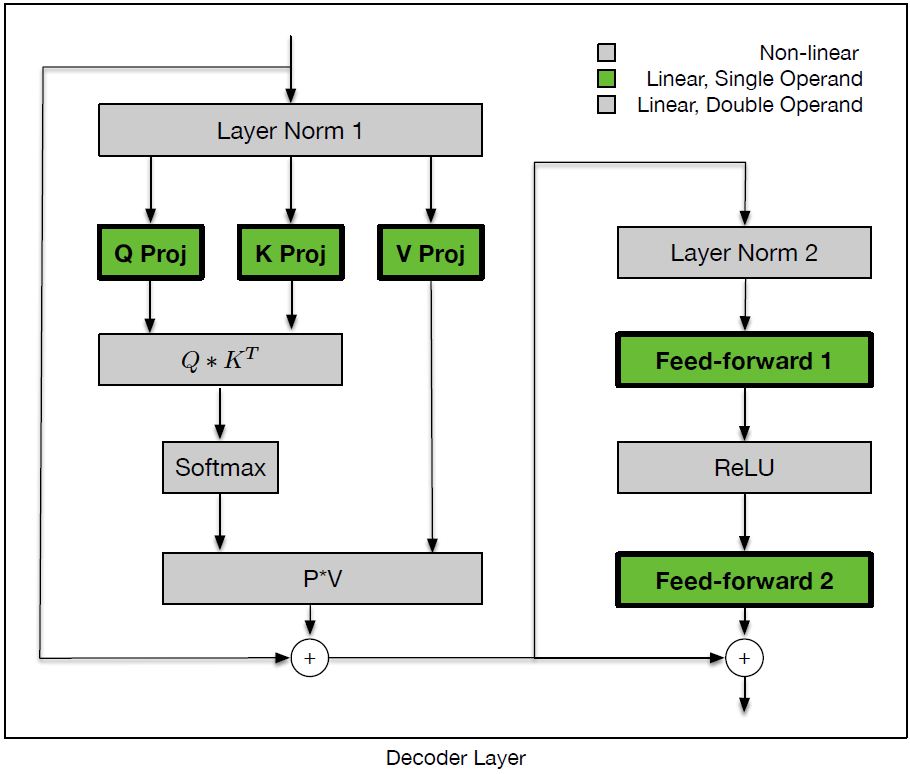 Non-linear
Linear, Single Operand
Linear, Double Operand
Layer Norm 1
Q Proj
K Proj
V Proj
Q ∗ K^T
Softmax
P*V
+
Layer Norm 2
Feed-forward 1
ReLU
Feed-forward 2
+
Decoder Layer